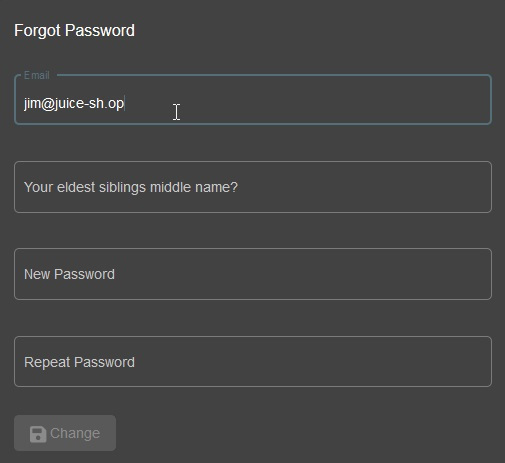 Forgot Password
Email
jim@juice-sh.op
Your eldest siblings middle name?
New Password
Repeat Password
Change